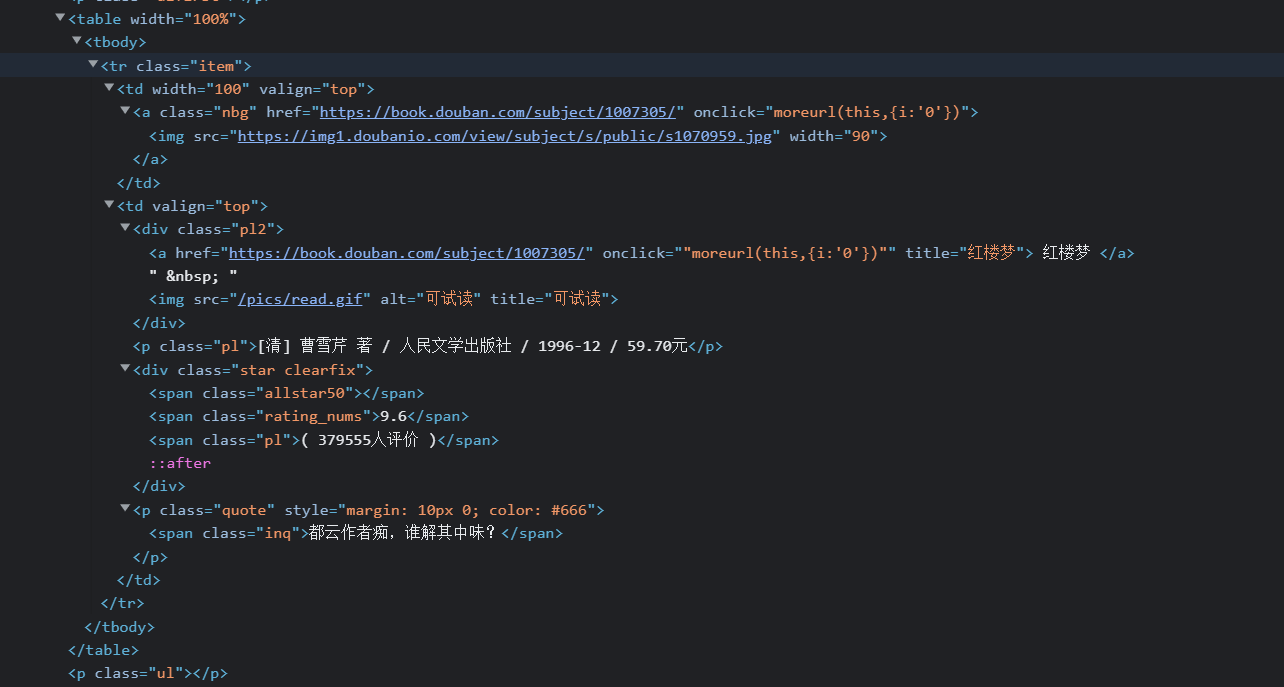 <p class="ul"></p>
<table width="100%">
<tbody>
<tr class="item">
<td width="100" valign="top">
<a class="nbg" href="https://book.douban.com/subject/1007305/" onclick="moreurl(this,{i:'0'})">
<img src="https://img1.doubanio.com/view/subject/s/public/s1070959.jpg" width="90">
</a>
</td>
<td valign="top">
<div class="pl2">
<a href="https://book.douban.com/subject/1007305/" onclick=""moreurl(this,{i:'0'})"" title="红楼梦"> 红楼梦 </a>
" &nbsp; "
<img src="/pics/read.gif" alt="可试读" title="可试读">
</div>
<p class="pl">[清] 曹雪芹 著 / 人民文学出版社 / 1996-12 / 59.70元</p>
<div class="star clearfix">
<span class="allstar50"></span>
<span class="rating_nums">9.6</span>
<span class="pl">( 379555人评价 )</span>
::after
</div>
<p class="quote" style="margin: 10px 0; color: #666">
<span class="inq">都云作者痴，谁解其中味？</span>
</p>
</td>
</tr>
</tbody>
</table>
<p class="ul"></p>